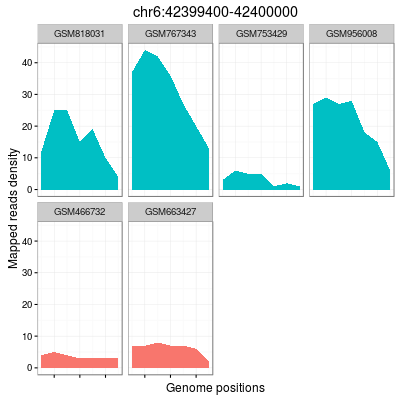 chr6:42399400-42400000
GSM818031 GSM767343 GSM753429 GSM956008
40
30
20
10
0
Mapped reads density
GSM466732 GSM663427
40
30
20
10
0
Genome positions